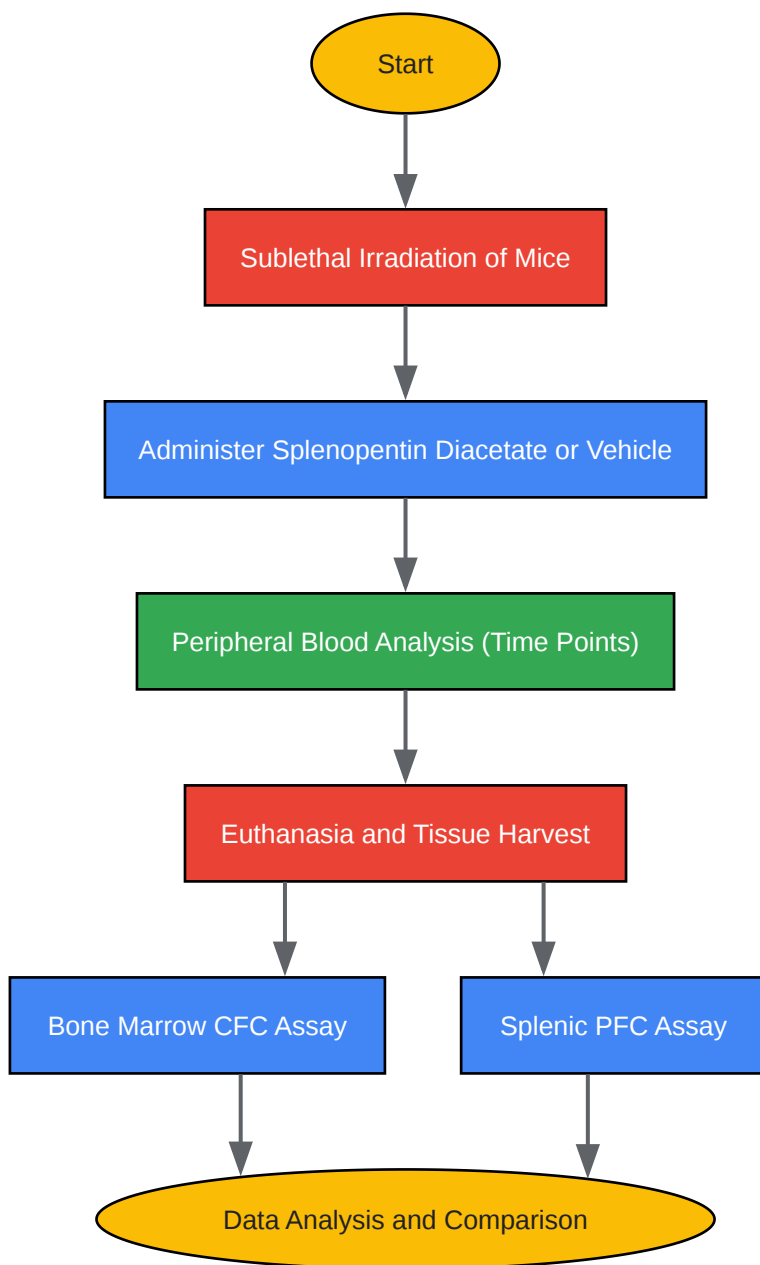 Start
Sublethal Irradiation of Mice
Administer Splenopentin Diacetate or Vehicle
Peripheral Blood Analysis (Time Points)
Euthanasia and Tissue Harvest
Bone Marrow CFC Assay
Splenic PFC Assay
Data Analysis and Comparison